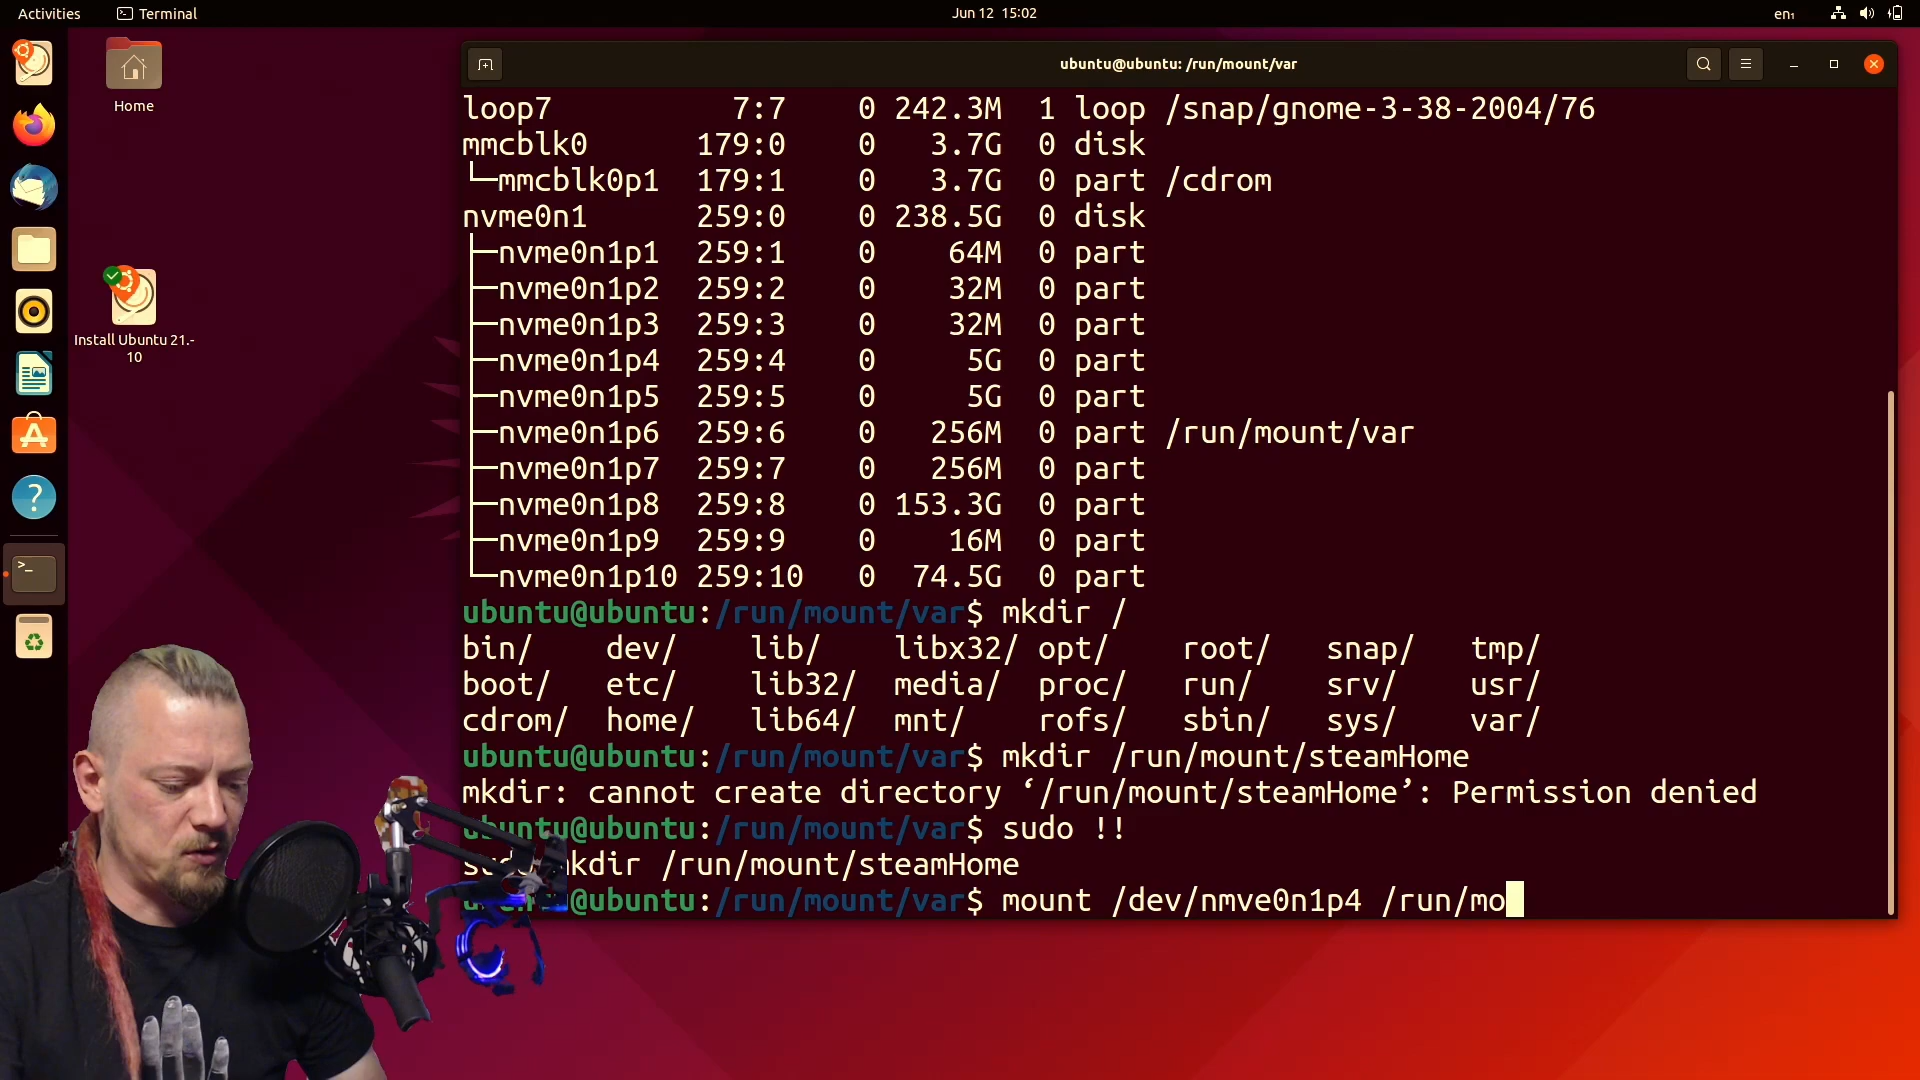 Activities
Terminal
Jun 12 15:02
en₁
Home
Install Ubuntu 21.-
10
ubuntu@ubuntu: /run/mount/var
loop7 7:7 0 242.3M 1 loop /snap/gnome-3-38-2004/76
mmcblk0 179:0 0 3.7G 0 disk
└─mmcblk0p1 179:1 0 3.7G 0 part /cdrom
nvme0n1 259:0 0 238.5G 0 disk
├─nvme0n1p1 259:1 0 64M 0 part
├─nvme0n1p2 259:2 0 32M 0 part
├─nvme0n1p3 259:3 0 32M 0 part
├─nvme0n1p4 259:4 0 5G 0 part
├─nvme0n1p5 259:5 0 5G 0 part
├─nvme0n1p6 259:6 0 256M 0 part /run/mount/var
├─nvme0n1p7 259:7 0 256M 0 part
├─nvme0n1p8 259:8 0 153.3G 0 part
├─nvme0n1p9 259:9 0 16M 0 part
└─nvme0n1p10 259:10 0 74.5G 0 part
ubuntu@ubuntu:/run/mount/var$ mkdir /
bin/ dev/ lib/ libx32/ opt/ root/ snap/ tmp/
boot/ etc/ lib32/ media/ proc/ run/ srv/ usr/
cdrom/ home/ lib64/ mnt/ rofs/ sbin/ sys/ var/
ubuntu@ubuntu:/run/mount/var$ mkdir /run/mount/steamHome
mkdir: cannot create directory ‘/run/mount/steamHome’: Permission denied
ubuntu@ubuntu:/run/mount/var$ sudo !!
sudo mkdir /run/mount/steamHome
ubuntu@ubuntu:/run/mount/var$ mount /dev/nmve0n1p4 /run/mo